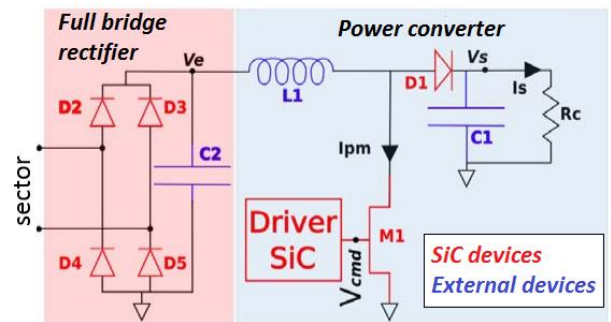 Full bridge
rectifier
Power converter
Ve
L1
D1
Vs
Is
Rc
C1
D2
D3
C2
Ipm
sector
Driver
SiC
Vcmd
M1
D4
D5
SiC devices
External devices